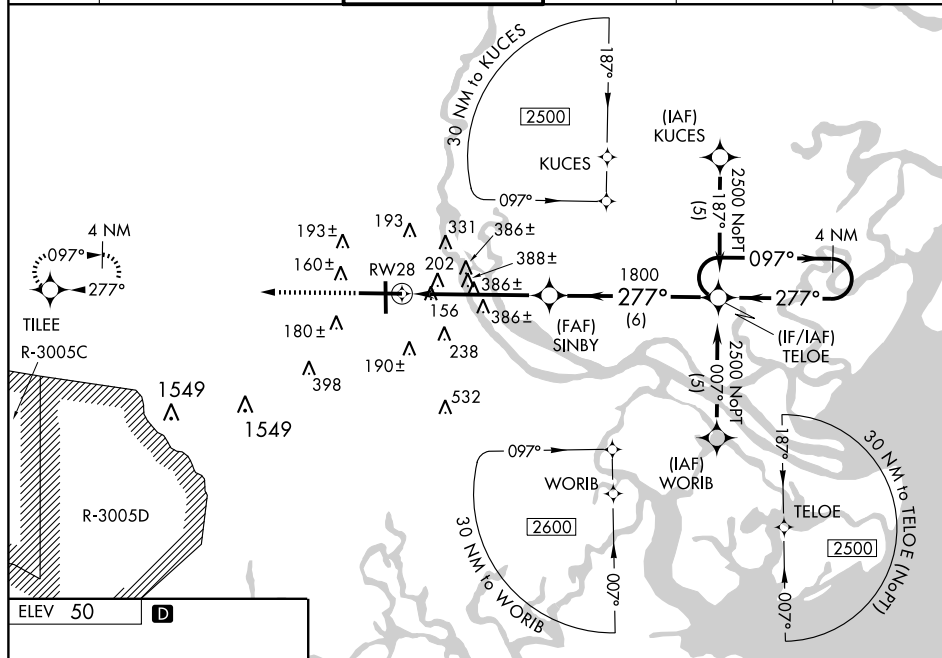 30 NM to KUCES
187°
2500
KUCES
097°
(IAF)
KUCES
2500 NoPT
187°
(5)
4 NM
097°
277°
TILEE
193±
193
331
386±
160±
RW28
202
388±
386±
156
386±
180±
190±
238
398
532
1800
277°
(6)
(FAF)
SINBY
4 NM
097°
277°
(IF/IAF)
TELOE
2500 NoPT
007°
(5)
(IAF)
WORIB
R-3005C
1549
1549
R-3005D
097°
WORIB
2600
007°
30 NM to WORIB
187°
TELOE
2500
007°
30 NM to TELOE (NoPT)
ELEV 50
D